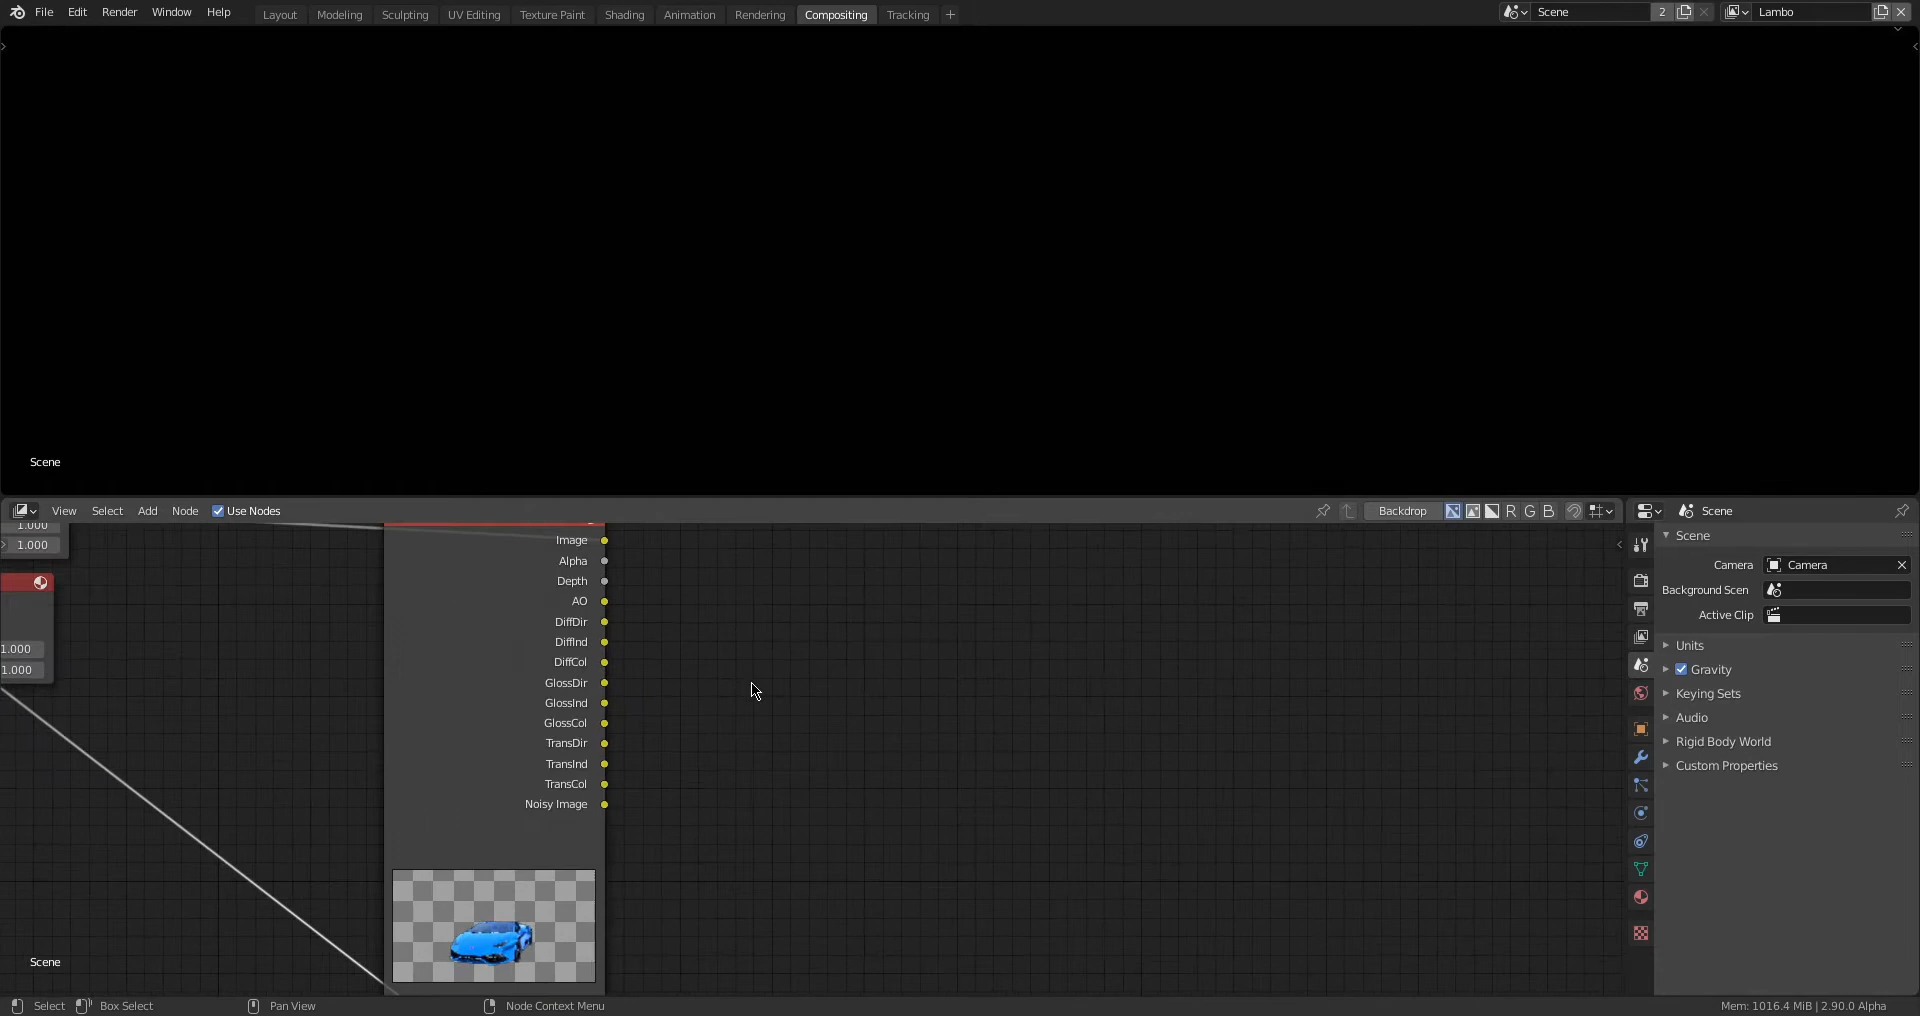 File Edit Render Window Help Layout Modeling Sculpting UV Editing Texture Paint Shading Animation Rendering Compositing Tracking + Scene 2 Lambo
Scene
View Select Add Node Use Nodes Backdrop R G B Scene
1.000
1.000
1.000
1.000
Image
Alpha
Depth
AO
DiffDir
DiffInd
DiffCol
GlossDir
GlossInd
GlossCol
TransDir
TransInd
TransCol
Noisy Image
Scene
Scene
Camera Camera
Background Scen
Active Clip
Units
Gravity
Keying Sets
Audio
Rigid Body World
Custom Properties
Select Box Select Pan View Node Context Menu Mem: 1016.4 MiB | 2.90.0 Alpha